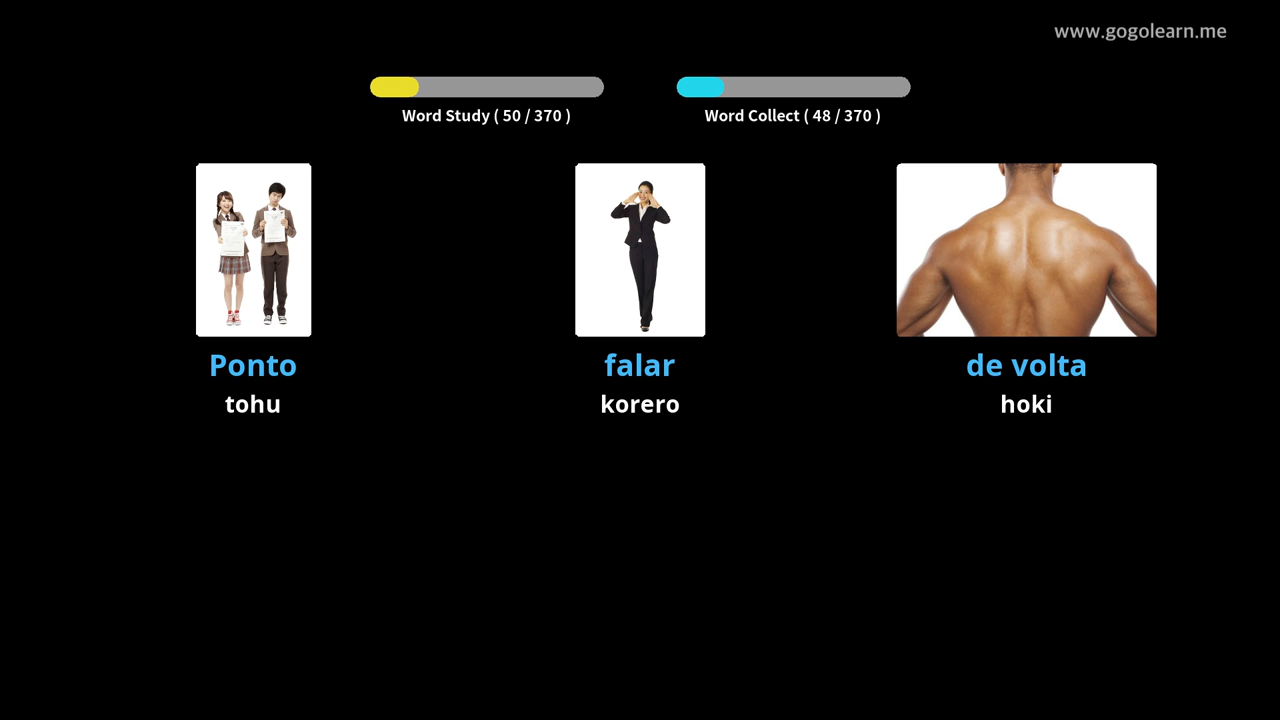 www.gogolearn.me
Word Study ( 50 / 370 )
Word Collect ( 48 / 370 )
Ponto
tohu
falar
korero
de volta
hoki